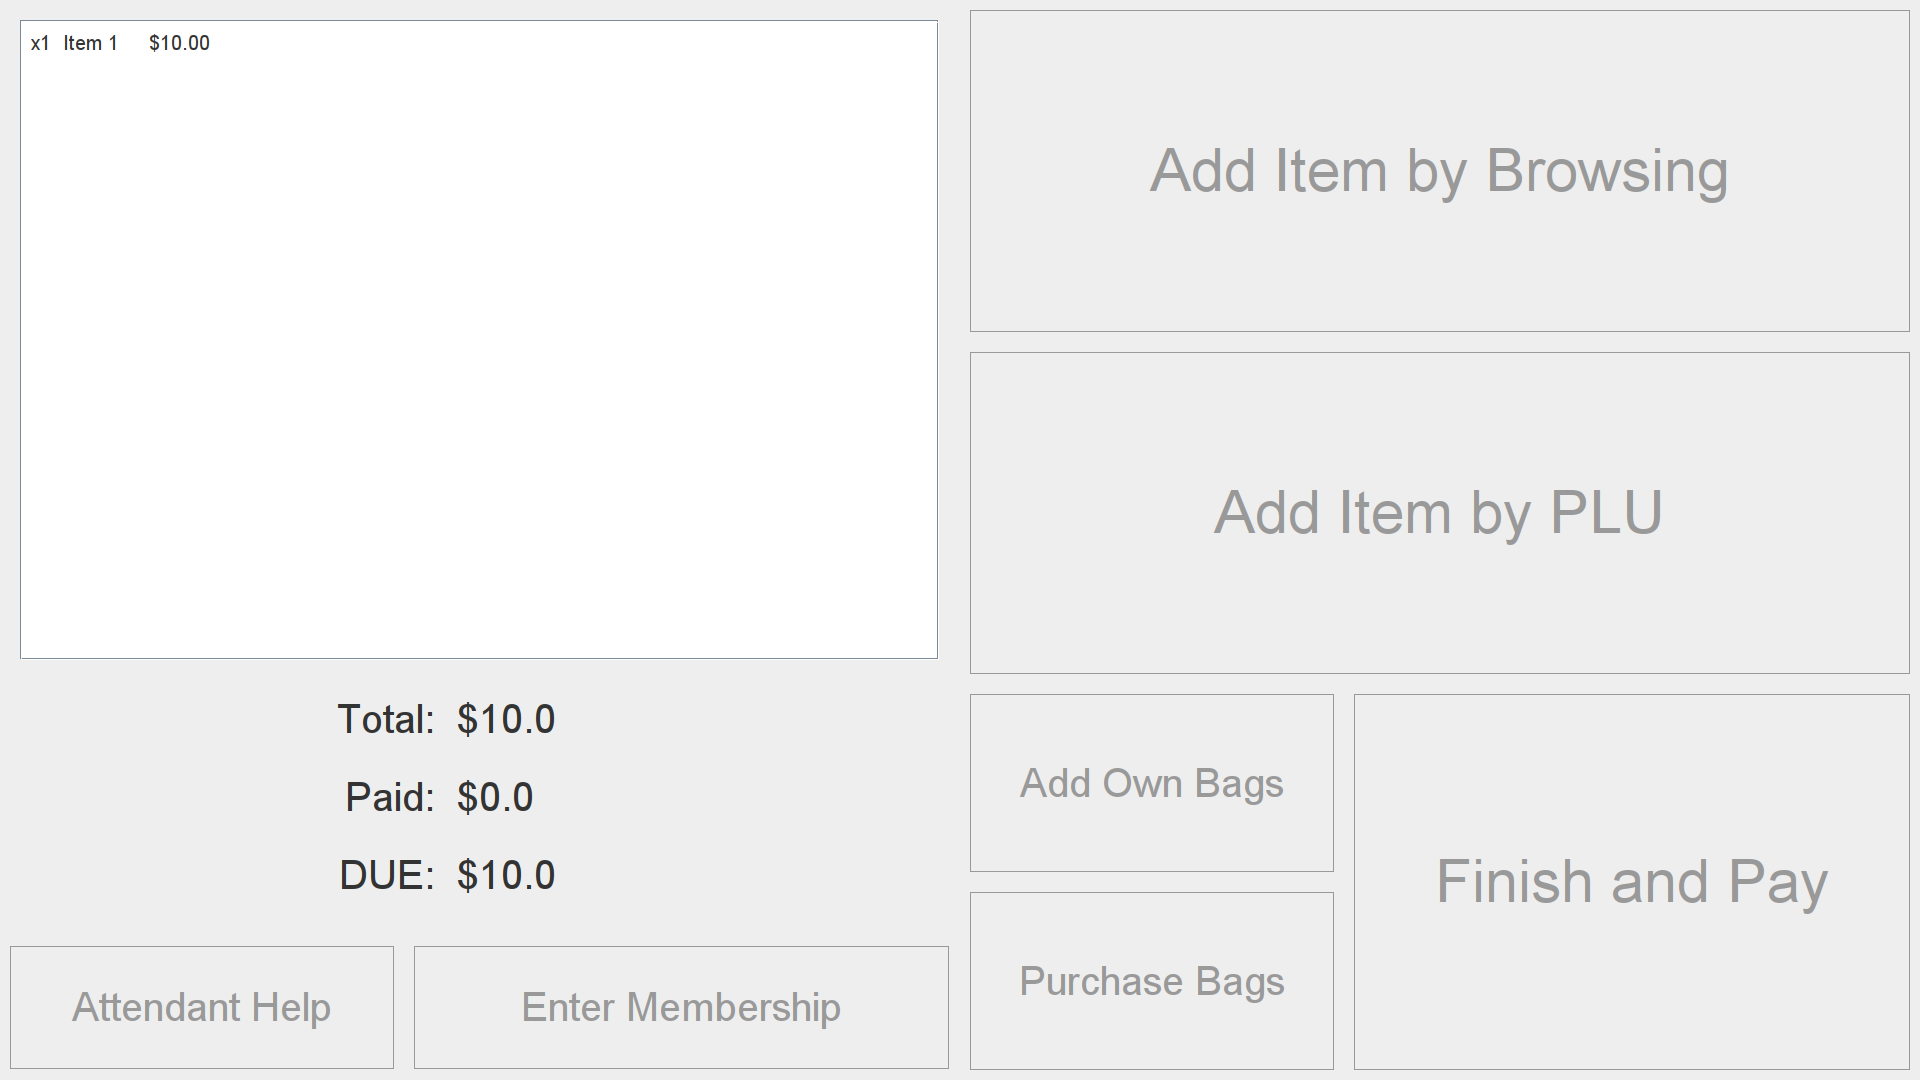 x1 Item 1 $10.00
Total: $10.0
Paid: $0.0
DUE: $10.0
Attendant Help
Enter Membership
Add Item by Browsing
Add Item by PLU
Add Own Bags
Purchase Bags
Finish and Pay